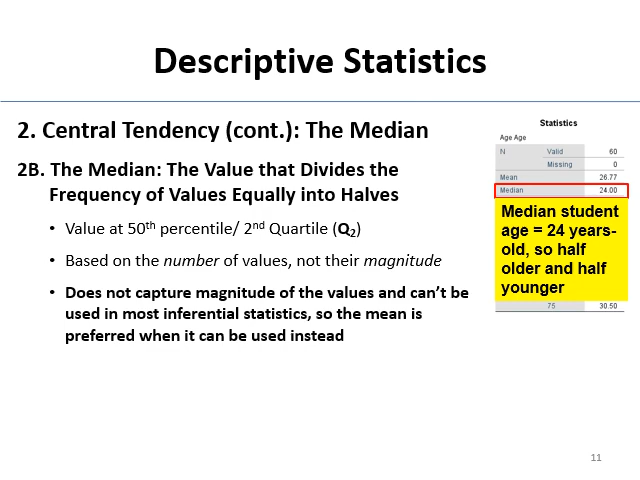 Descriptive Statistics
2. Central Tendency (cont.): The Median
2B. The Median: The Value that Divides the
Frequency of Values Equally into Halves
• Value at 50th percentile/ 2nd Quartile (Q2)
• Based on the number of values, not their magnitude
• Does not capture magnitude of the values and can't be
used in most inferential statistics, so the mean is
preferred when it can be used instead
Statistics
Age Age
N Valid 60
Missing 0
Mean 26.77
Median 24.00
Median student
age = 24 years-
old, so half
older and half
younger
75 30.50
11